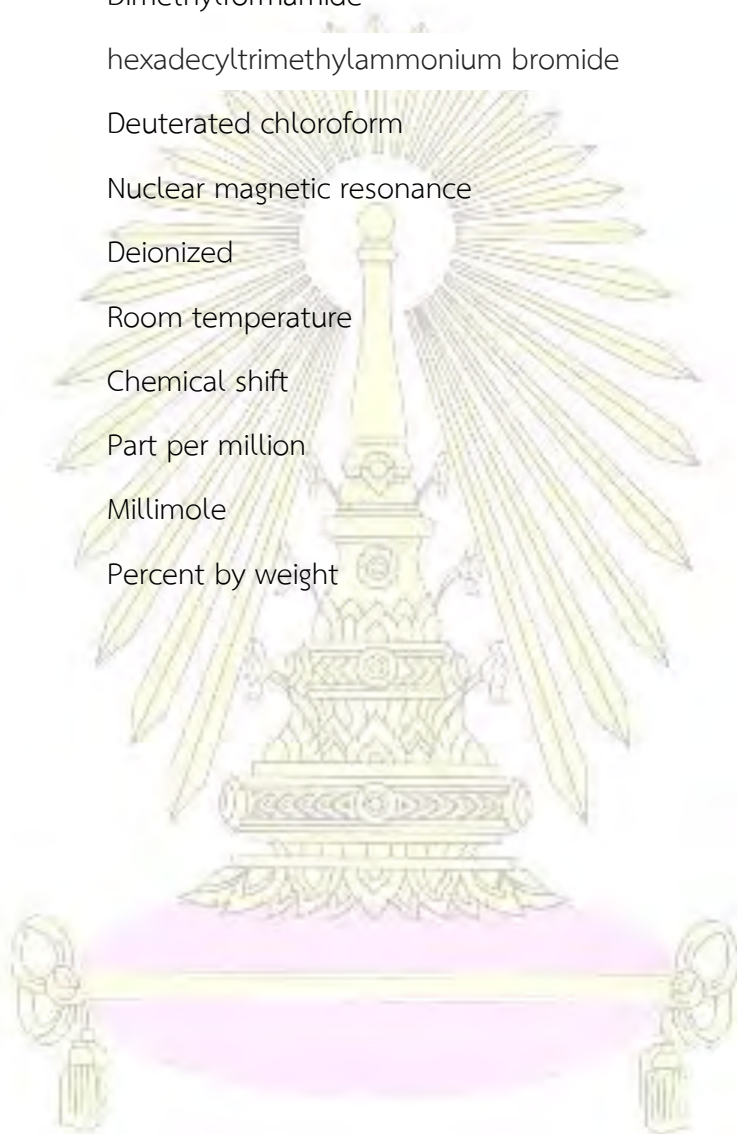 Dimethylformamide
hexadecyltrimethylammonium bromide
Deuterated chloroform
Nuclear magnetic resonance
Deionized
Room temperature
Chemical shift
Part per million
Millimole
Percent by weight